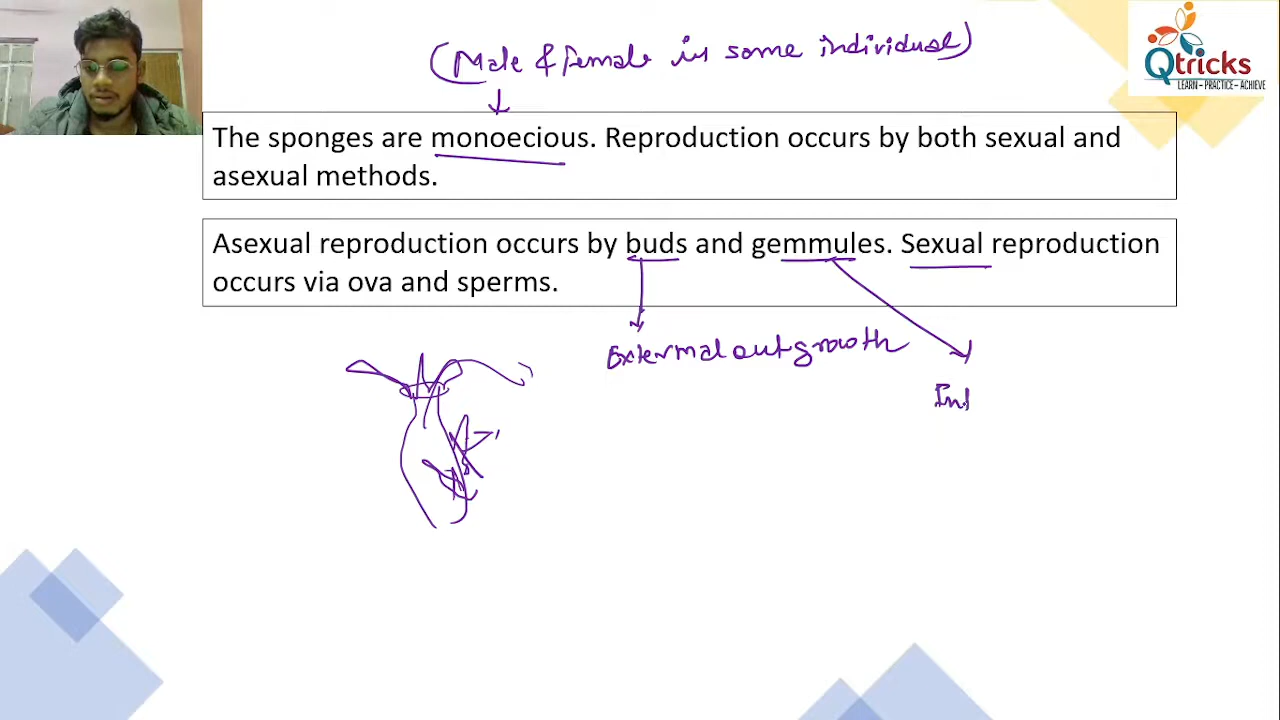 (Male & Female in same individual)
Qtricks
LEARN – PRACTICE – ACHIEVE
The sponges are monoecious. Reproduction occurs by both sexual and
asexual methods.
Asexual reproduction occurs by buds and gemmules. Sexual reproduction
occurs via ova and sperms.
External outgrowth
Int